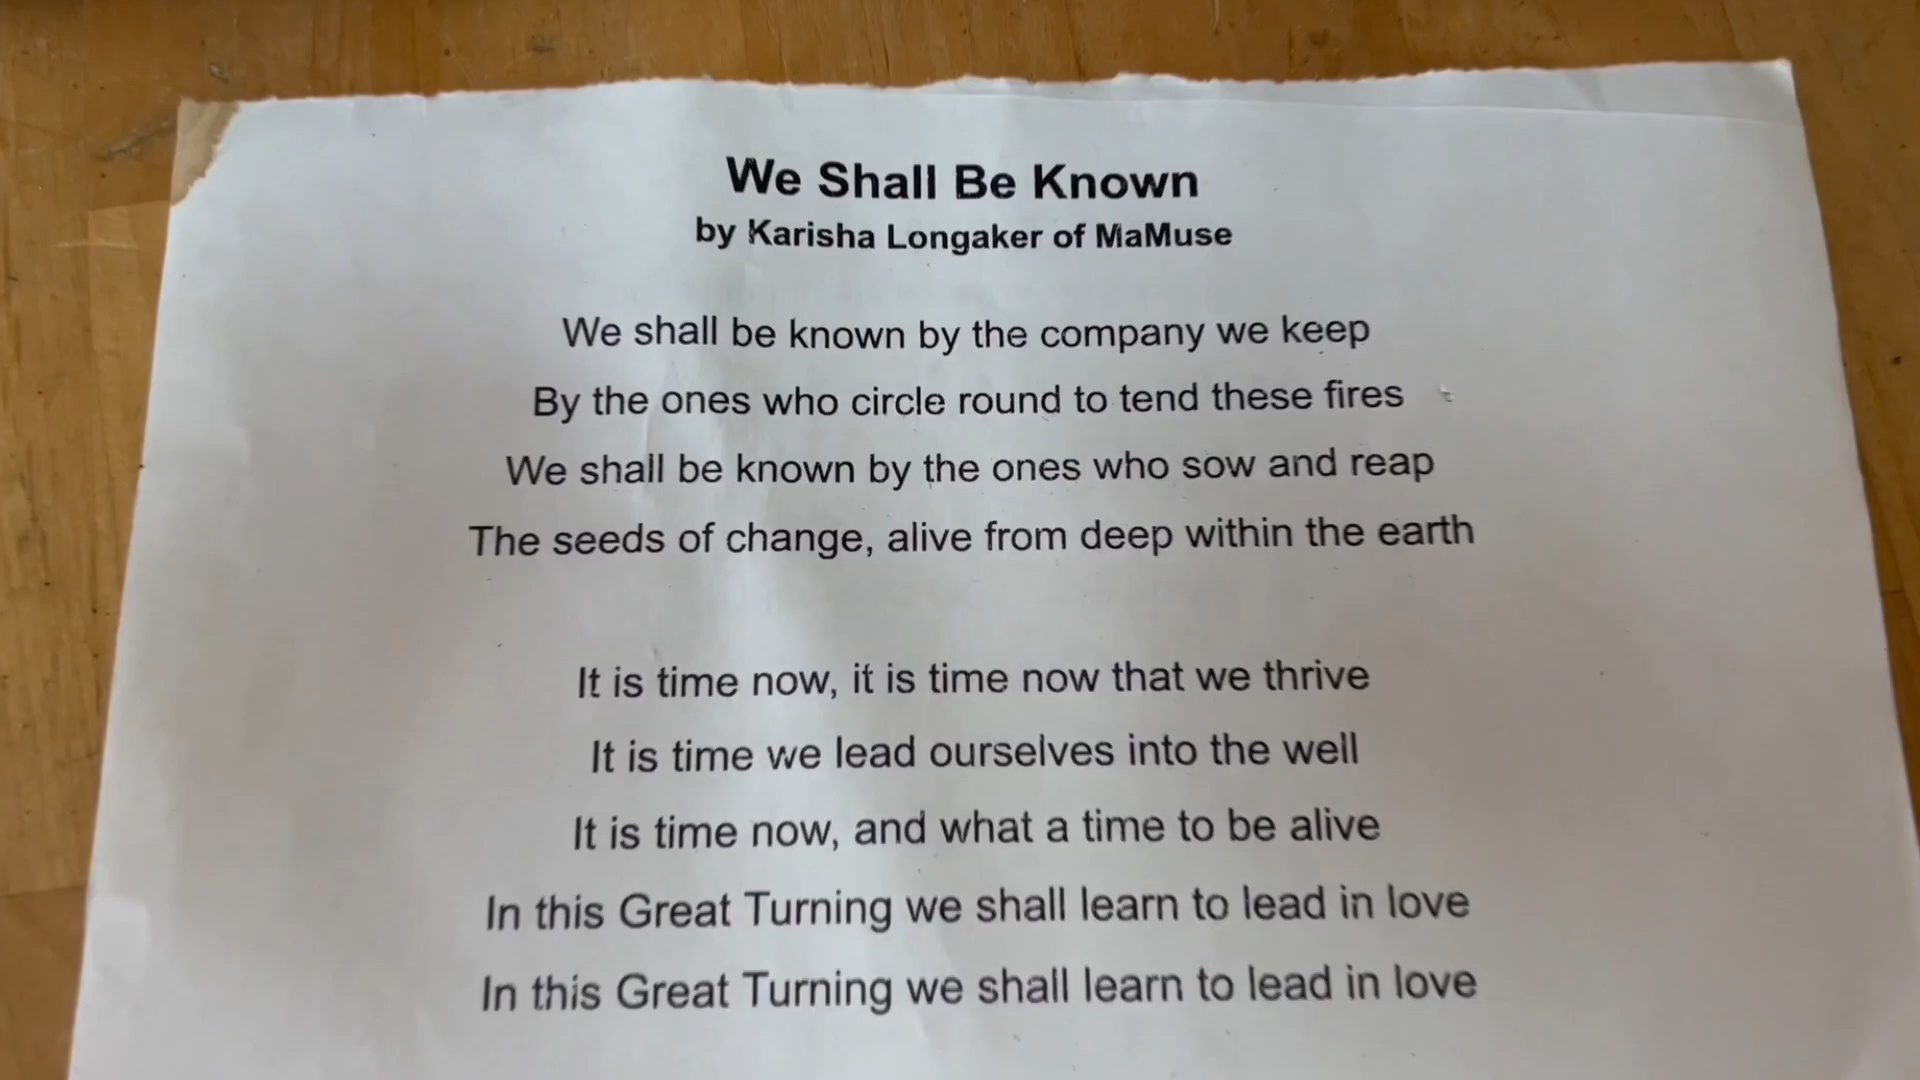 We Shall Be Known
by Karisha Longaker of MaMuse
We shall be known by the company we keep
By the ones who circle round to tend these fires
We shall be known by the ones who sow and reap
The seeds of change, alive from deep within the earth
It is time now, it is time now that we thrive
It is time we lead ourselves into the well
It is time now, and what a time to be alive
In this Great Turning we shall learn to lead in love
In this Great Turning we shall learn to lead in love